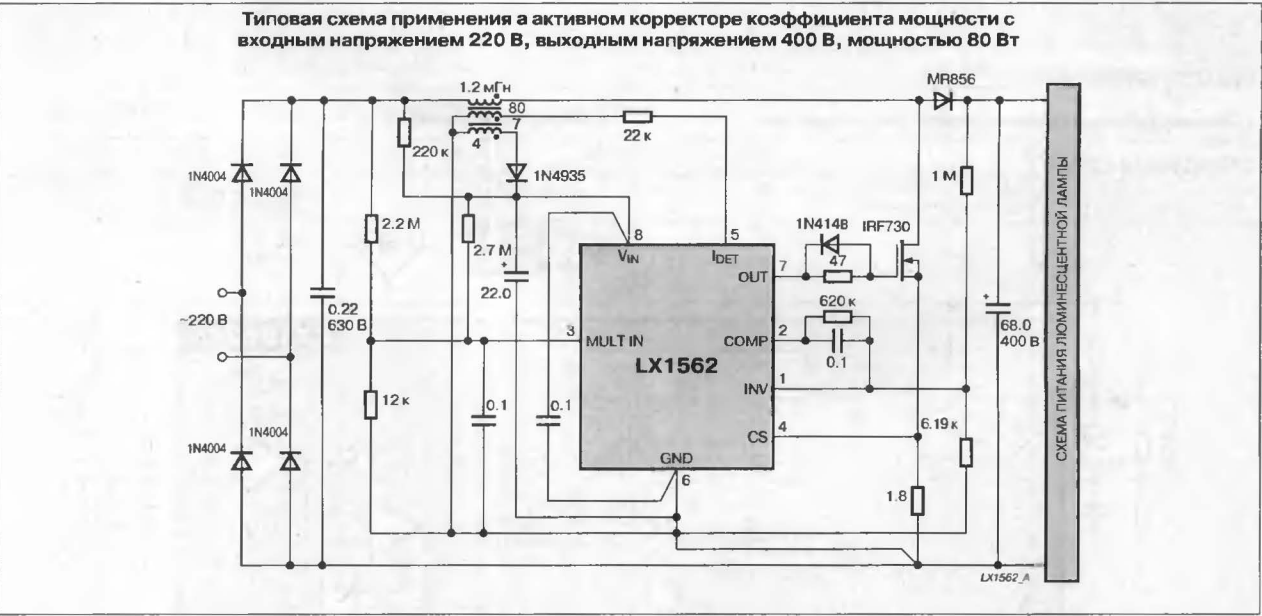 Типовая схема применения а активном корректоре коэффициента мощности с
входным напряжением 220 В, выходным напряжением 400 В, мощностью 80 Вт
MR856
1.2 мГн
80
7
4
22 к
220 к
1N4004
1N4004
1N4935
1 М
2.2 М
2.7 М
1N414B
IRF730
8
5
VIN
IDET
OUT
7
47
+
22.0
620 к
~220 В
0.22
630 В
+
68.0
400 В
3
MULT IN
COMP
2
0.1
LX1562
INV
1
12 к
0.1
0.1
CS
4
6.19 к
1N4004
1N4004
GND
6
1.8
LX1562_A
СХЕМА ПИТАНИЯ ЛЮМИНЕСЦЕНТНОЙ ЛАМПЫ